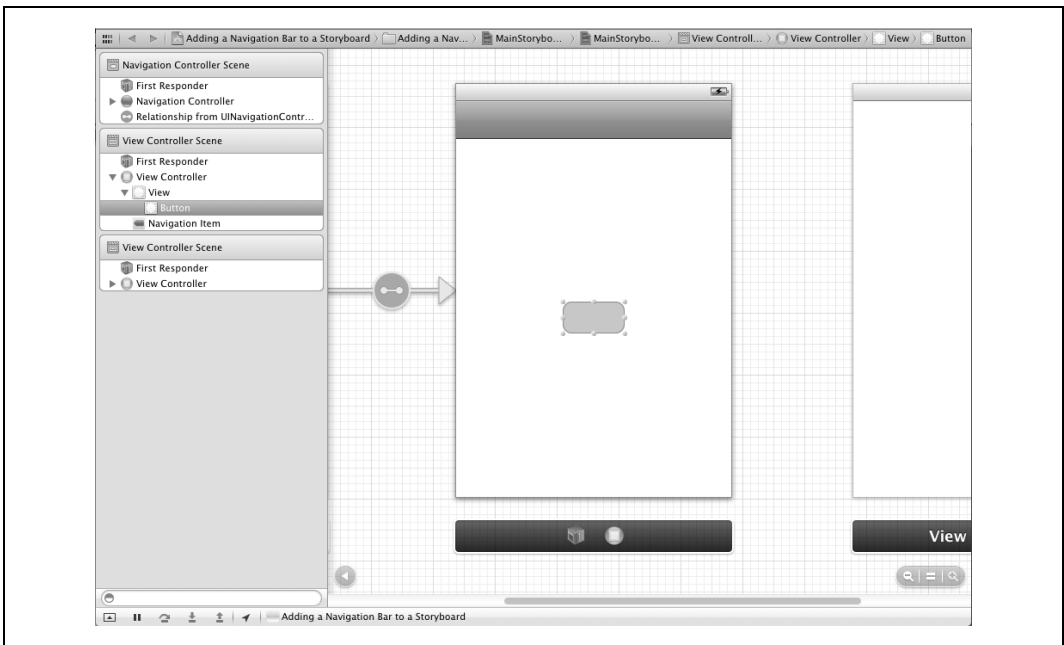 Adding a Navigation Bar to a Storyboard Adding a Nav... MainStorybo... MainStorybo... View Controll... View Controller View Button
Navigation Controller Scene
First Responder
Navigation Controller
Relationship from UINavigationContr...
View Controller Scene
First Responder
View Controller
View
Button
Navigation Item
View Controller Scene
First Responder
View Controller
View
Adding a Navigation Bar to a Storyboard